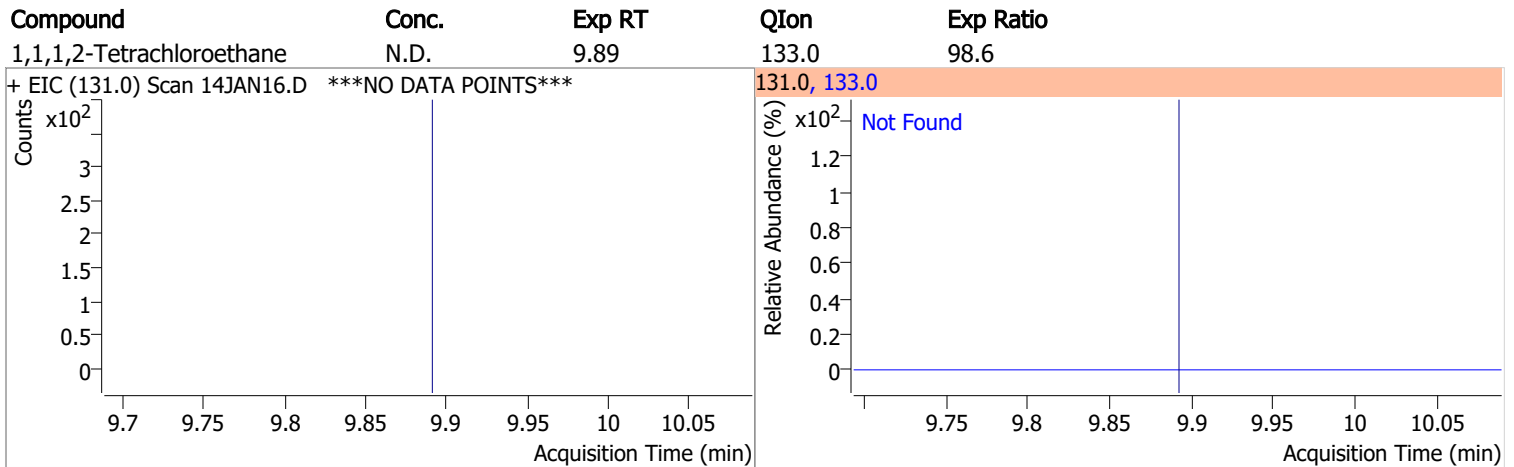 Compound Conc. Exp RT QIon Exp Ratio
1,1,1,2-Tetrachloroethane N.D. 9.89 133.0 98.6
+ EIC (131.0) Scan 14JAN16.D ***NO DATA POINTS***
Counts
x10²
3
2.5
2
1.5
1
0.5
0
9.7 9.75 9.8 9.85 9.9 9.95 10 10.05
Acquisition Time (min)
131.0, 133.0
Relative Abundance (%)
x10²
Not Found
1.2
1
0.8
0.6
0.4
0.2
0
9.75 9.8 9.85 9.9 9.95 10 10.05
Acquisition Time (min)